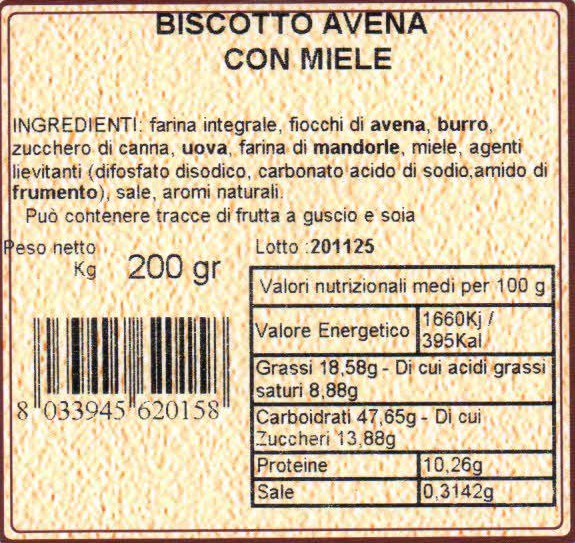 BISCOTTO AVENA
CON MIELE
INGREDIENTI: farina integrale, fiocchi di avena, burro,
zucchero di canna, uova, farina di mandorle, miele, agenti
lievitanti (difosfato disodico, carbonato acido di sodio,amido di
frumento), sale, aromi naturali.
Può contenere tracce di frutta a guscio e soia
Peso netto
Kg 200 gr
Lotto :201125
Valori nutrizionali medi per 100 g
Valore Energetico 1660Kj /
395Kal
Grassi 18,58g - Di cui acidi grassi
saturi 8,88g
Carboidrati 47,65g - Di cui
Zuccheri 13,88g
Proteine 10,26g
Sale 0,3142g
8 033945 620158